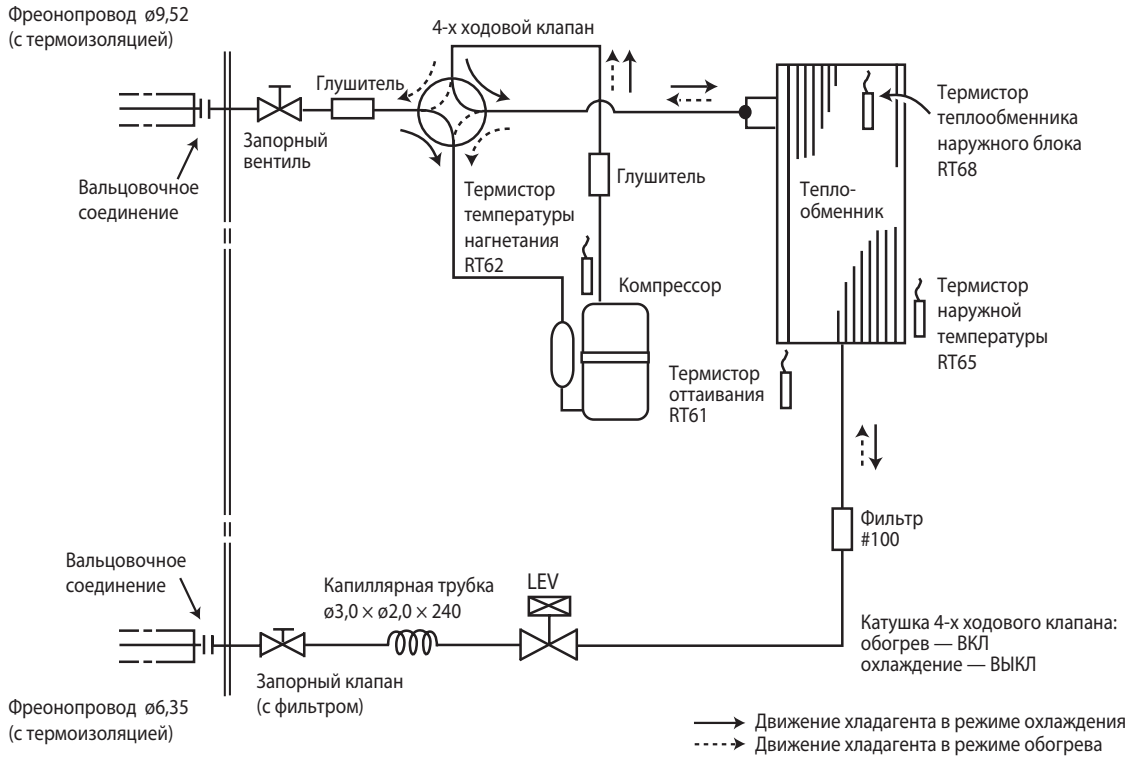 Фреонопровод ø9,52
(с термоизоляцией)
4-х ходовой клапан
Глушитель
Запорный
вентиль
Вальцовочное
соединение
Термистор
температуры
нагнетания
RT62
Глушитель
Компрессор
Тепло-
обменник
Термистор
теплообменника
наружного блока
RT68
Термистор
наружной
температуры
RT65
Термистор
оттаивания
RT61
Фильтр
#100
Вальцовочное
соединение
Капиллярная трубка
ø3,0 × ø2,0 × 240
LEV
Запорный клапан
(с фильтром)
Фреонопровод ø6,35
(с термоизоляцией)
Катушка 4-х ходового клапана:
обогрев — ВКЛ
охлаждение — ВЫКЛ
Движение хладагента в режиме охлаждения
Движение хладагента в режиме обогрева